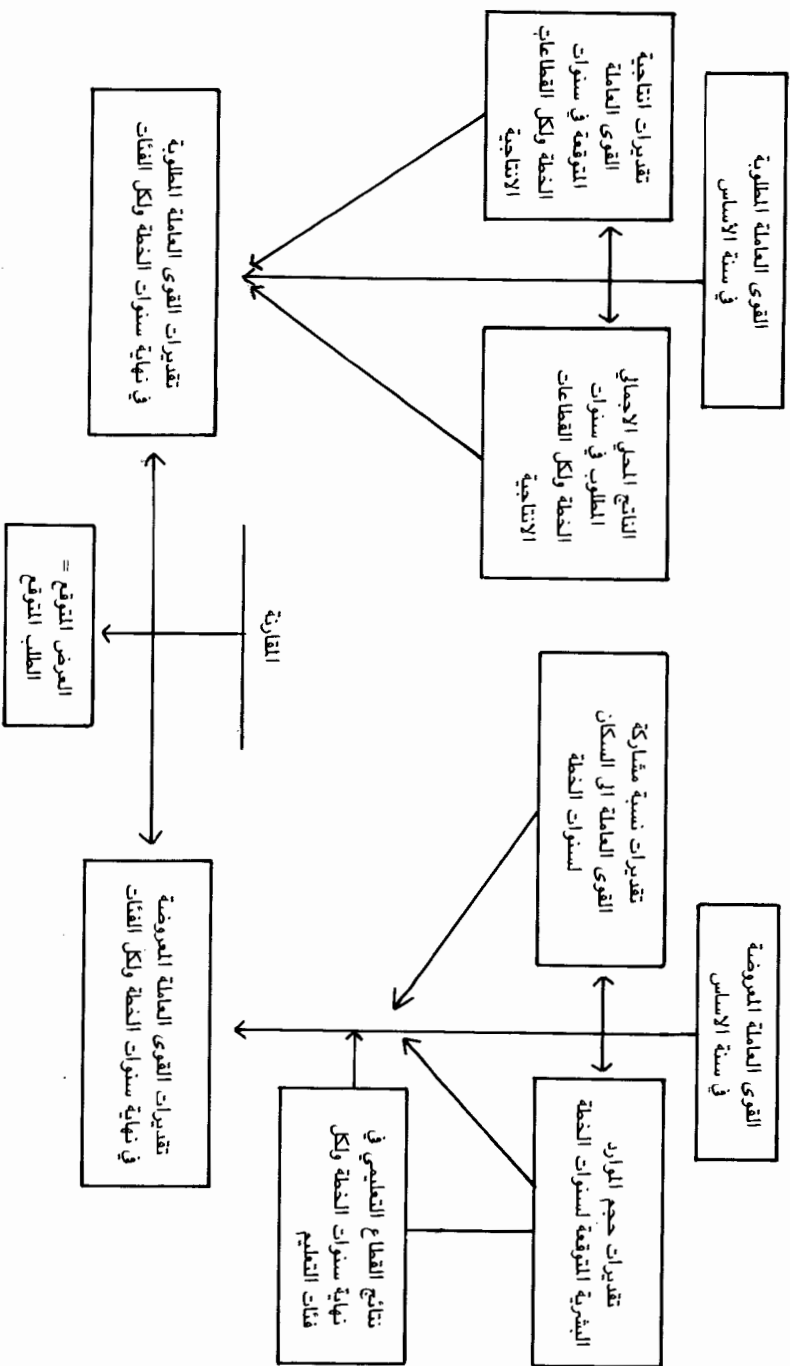 القوى العاملة المعروضة
في سنة الاساس
القوى العاملة المطلوبة
في سنة الأساس
تقديرات حجم الموارد
البشرية المتوقعة لسنوات الخطة
تقديرات نسبة مشاركة
القوى العاملة الى السكان
لسنوات الخطة
الناتج المحلي الاجمالي
المطلوب في سنوات
الخطة ولكل القطاعات
الانتاجية
تقديرات انتاجية
القوى العاملة
المتوقعة في سنوات
الخطة ولكل القطاعات
الانتاجية
نتائج القطاع التعليمي في
نهاية سنوات الخطة ولكل
فئات التعليم
المقارنة
تقديرات القوى العاملة المعروضة
في نهاية سنوات الخطة ولكل الفئات
تقديرات القوى العاملة المطلوبة
في نهاية سنوات الخطة ولكل الفئات
العرض المتوقع =
الطلب المتوقع